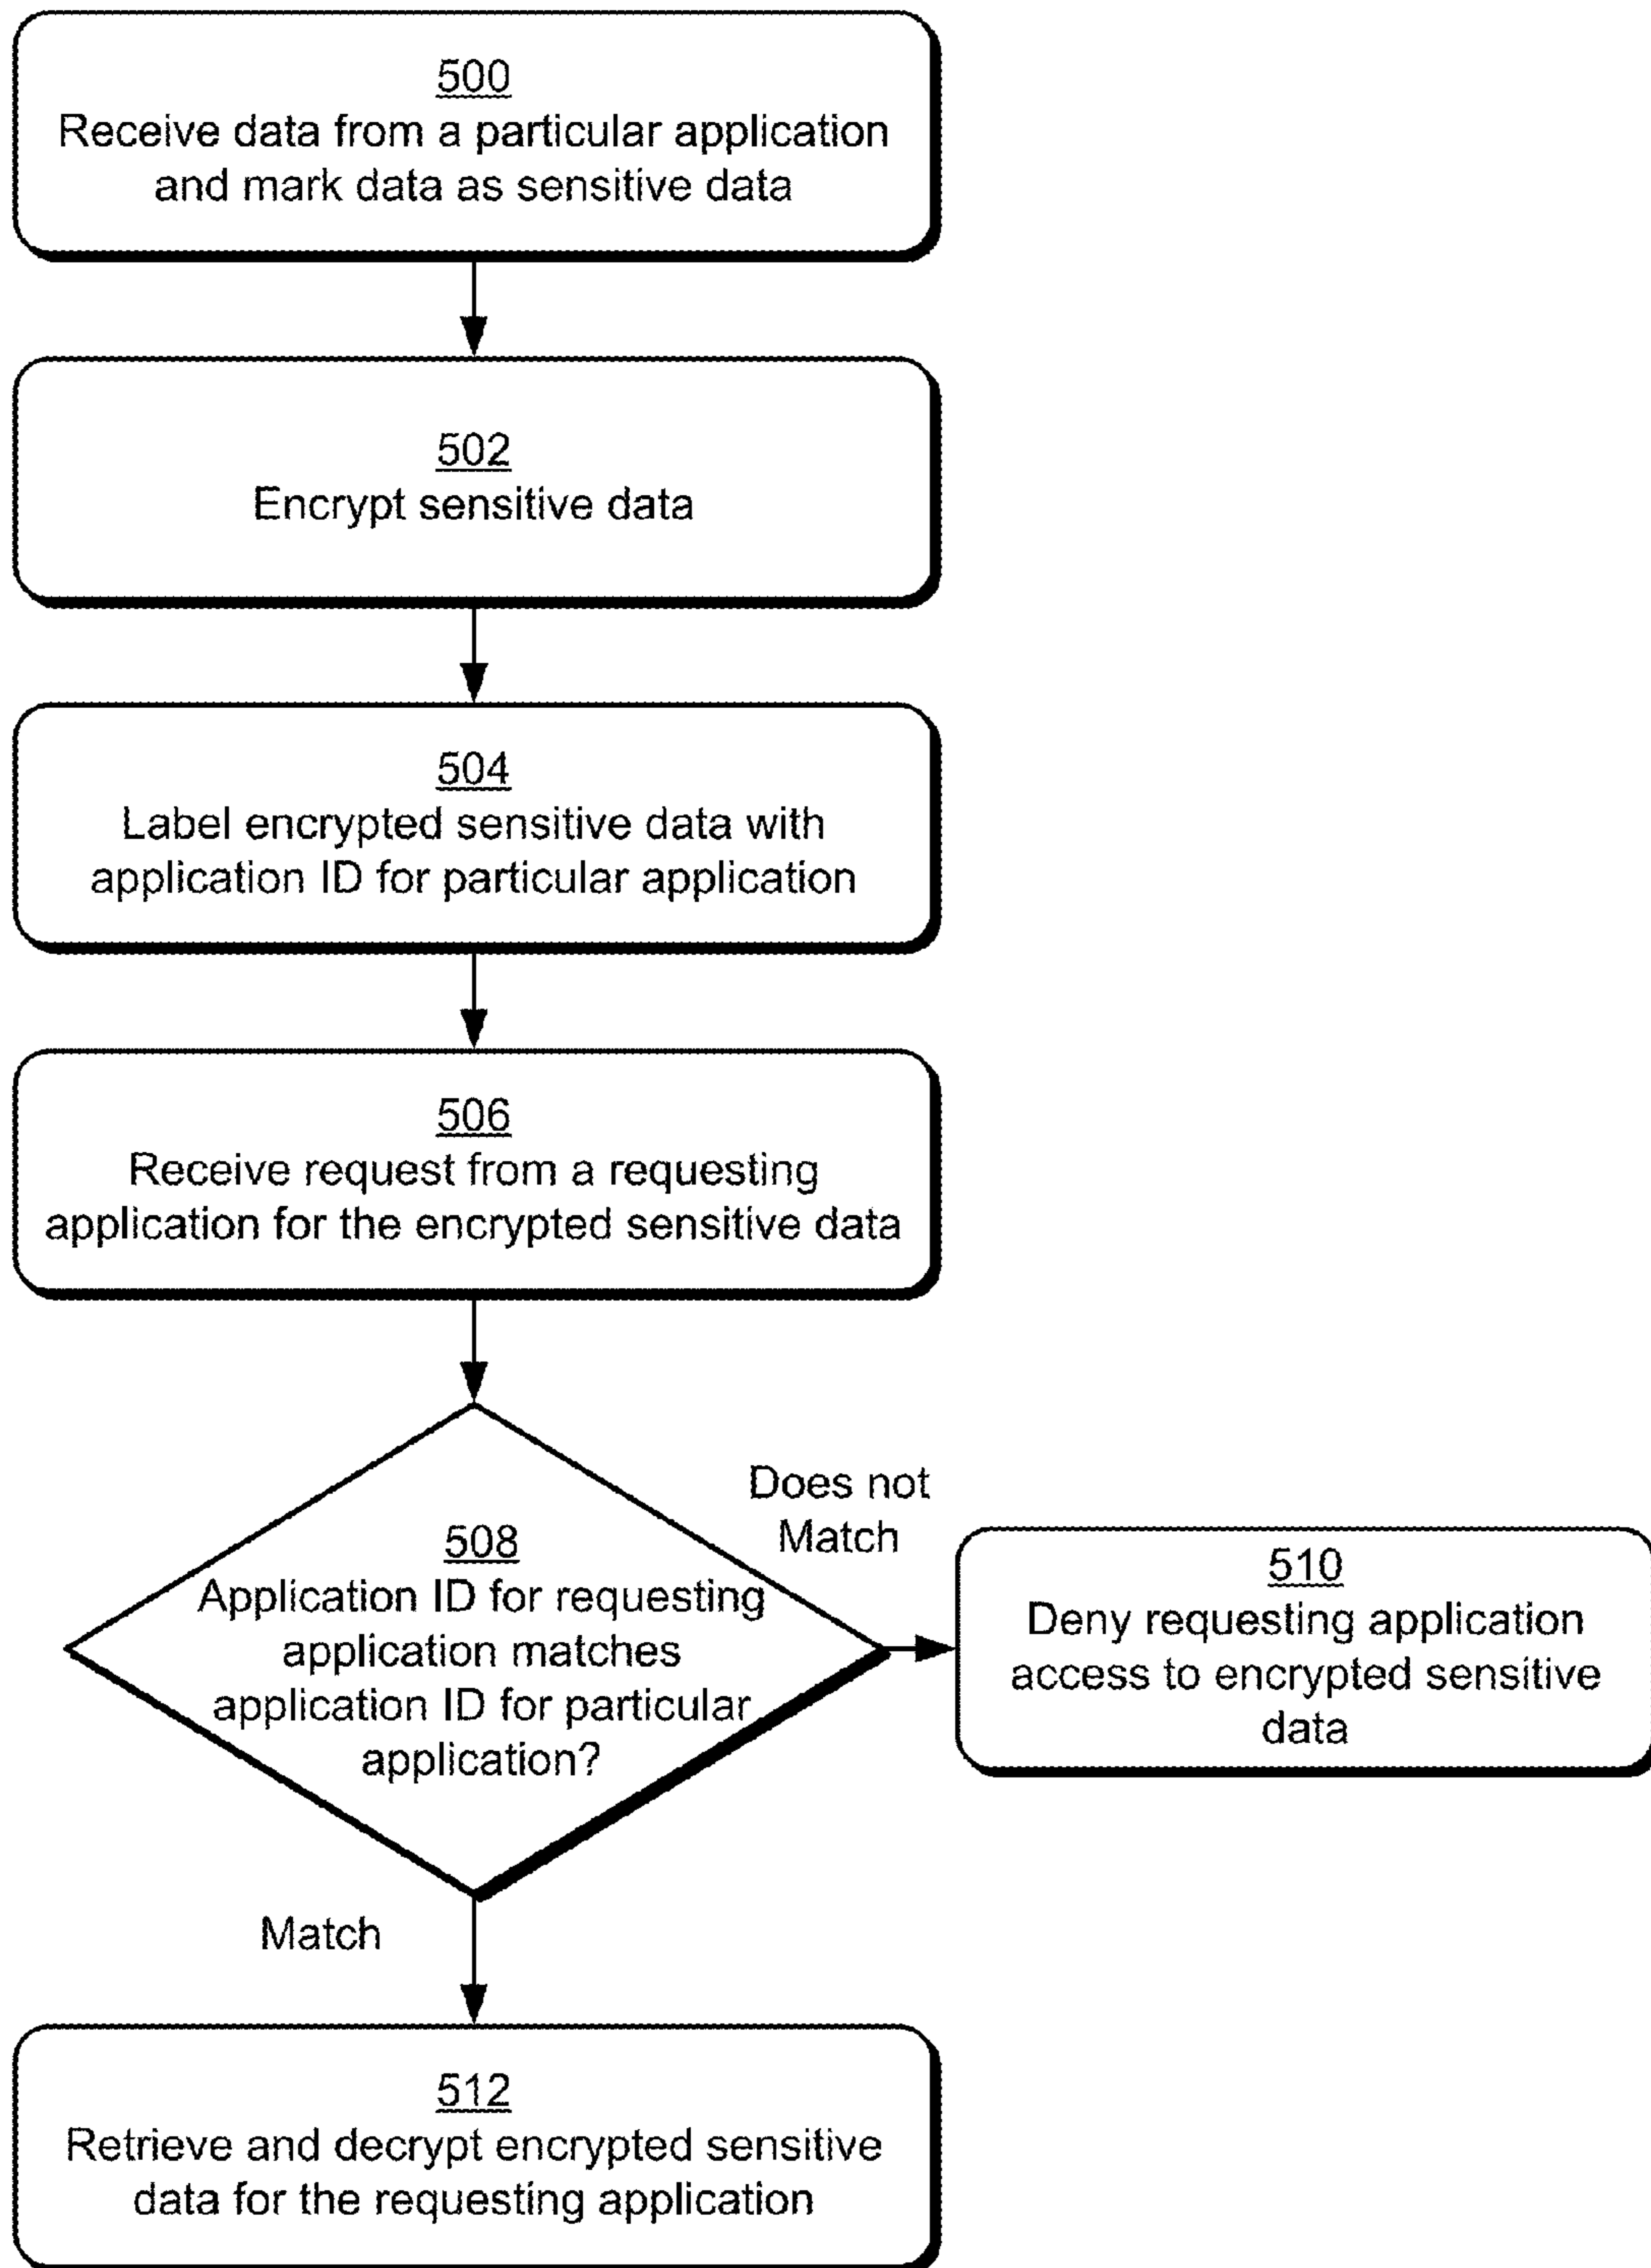 500
Receive data from a particular application
and mark data as sensitive data
502
Encrypt sensitive data
504
Label encrypted sensitive data with
application ID for particular application
506
Receive request from a requesting
application for the encrypted sensitive data
Does not
Match
508
Application ID for requesting
application matches
application ID for particular
application?
510
Deny requesting application
access to encrypted sensitive
data
Match
512
Retrieve and decrypt encrypted sensitive
data for the requesting application